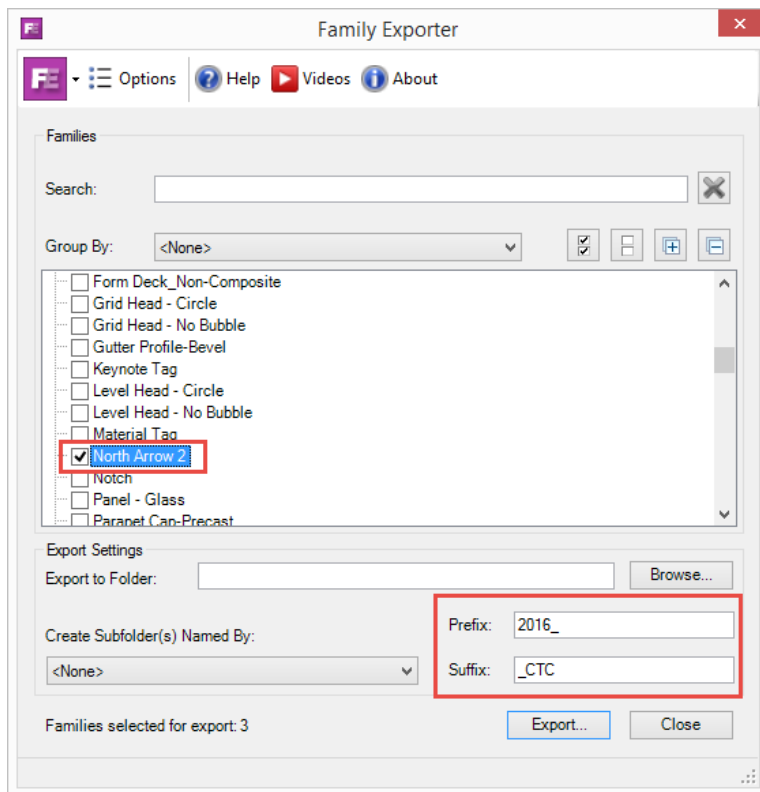 FE Family Exporter ×
FE Options Help Videos About
Families
Search:
Group By: <None>
Form Deck_Non-Composite
Grid Head - Circle
Grid Head - No Bubble
Gutter Profile-Bevel
Keynote Tag
Level Head - Circle
Level Head - No Bubble
Material Tag
North Arrow 2
Notch
Panel - Glass
Parapet Cap-Precast
Export Settings
Export to Folder: Browse...
Prefix: 2016_
Create Subfolder(s) Named By:
<None> Suffix: _CTC
Families selected for export: 3 Export... Close